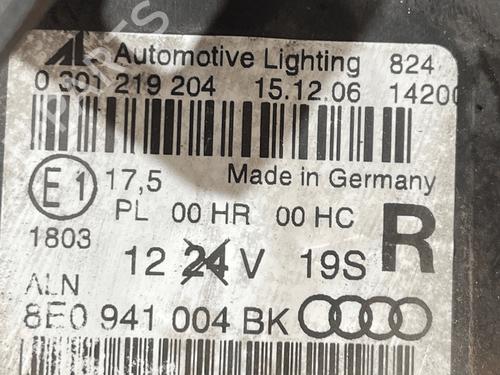 Automotive Lighting 824
0 301 219 204 15.12.06 14200
E1 17,5 Made in Germany
PL 00 HR 00 HC R
1803
12 24 V 19S
ALN
8E0 941 004 BK